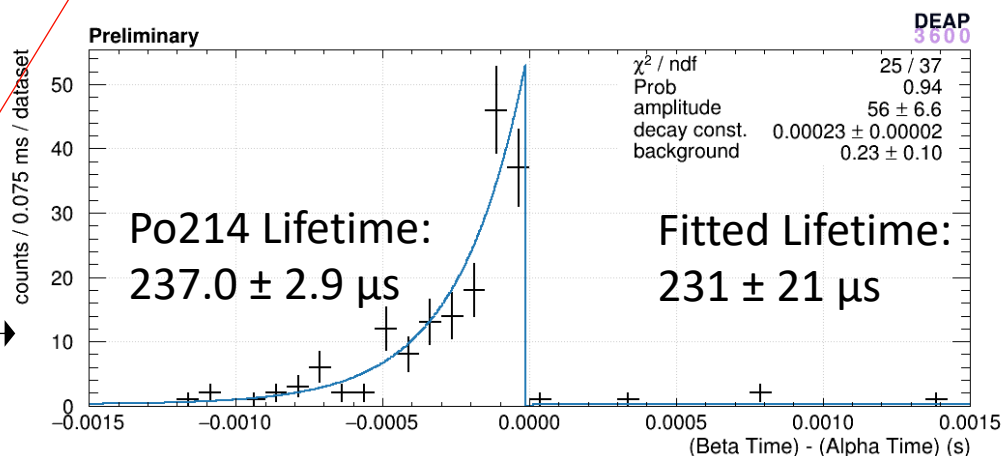 DEAP
Preliminary
3600
χ² / ndf 25 / 37
Prob 0.94
amplitude 56 ± 6.6
decay const. 0.00023 ± 0.00002
background 0.23 ± 0.10
counts / 0.075 ms / dataset
50
40
30
20
10
0
Po214 Lifetime:
237.0 ± 2.9 µs
Fitted Lifetime:
231 ± 21 µs
−0.0015 −0.0010 −0.0005 0.0000 0.0005 0.0010 0.0015
(Beta Time) - (Alpha Time) (s)